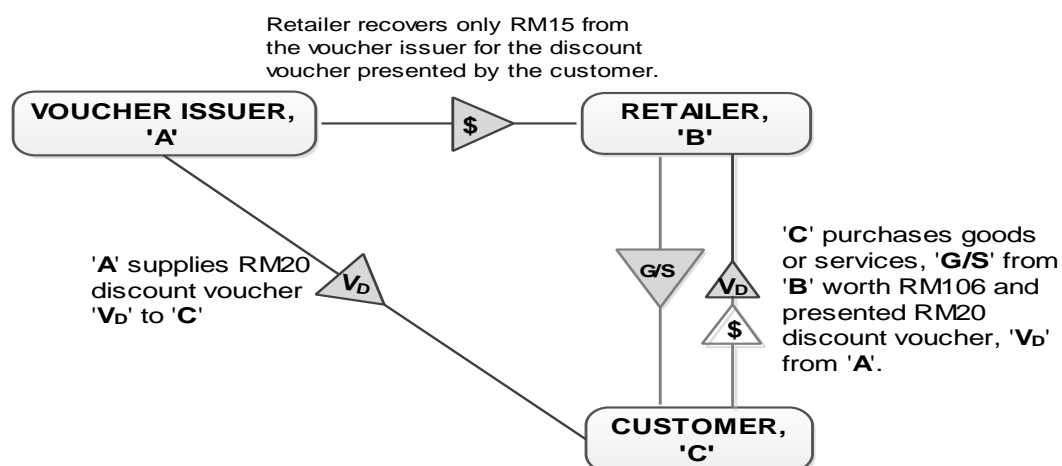 Retailer recovers only RM15 from
the voucher issuer for the discount
voucher presented by the customer.
VOUCHER ISSUER,
'A'
$
RETAILER,
'B'
'A' supplies RM20
discount voucher
'VD' to 'C'
VD
G/S
VD
$
'C' purchases goods
or services, 'G/S' from
'B' worth RM106 and
presented RM20
discount voucher, 'VD'
from 'A'.
CUSTOMER,
'C'